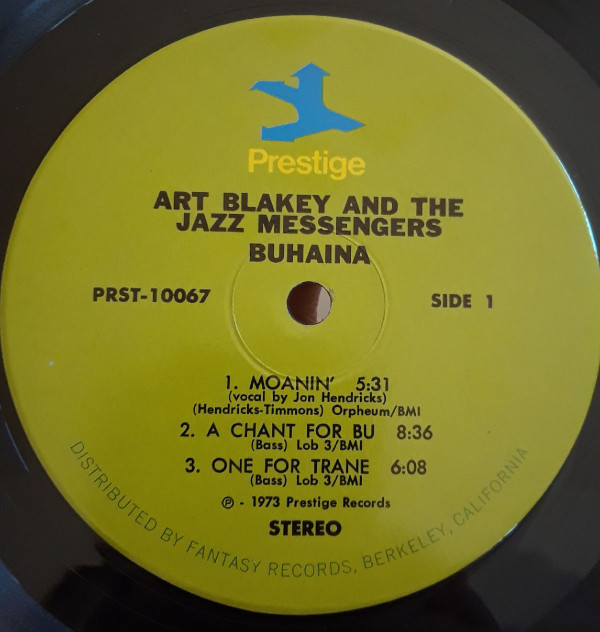 Prestige
ART BLAKEY AND THE
JAZZ MESSENGERS
BUHAINA
PRST-10067 SIDE 1
1. MOANIN' 5:31
(vocal by Jon Hendricks)
(Hendricks-Timmons) Orpheum/BMI
2. A CHANT FOR BU 8:36
(Bass) Lob 3/BMI
3. ONE FOR TRANE 6:08
(Bass) Lob 3/BMI
℗ - 1973 Prestige Records
STEREO
DISTRIBUTED BY FANTASY RECORDS, BERKELEY, CALIFORNIA